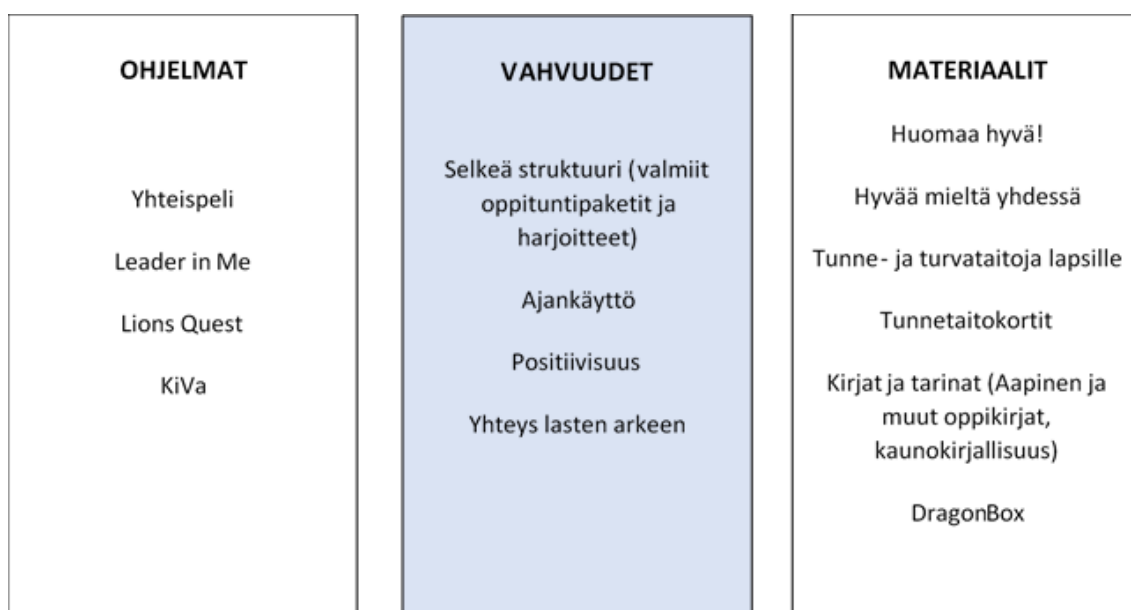 OHJELMAT
Yhteispeli
Leader in Me
Lions Quest
KiVa
VAHVUUDET
Selkeä struktuuri (valmiit
oppituntipaketit ja
harjoitteet)
Ajankäyttö
Positiivisuus
Yhteys lasten arkeen
MATERIAALIT
Huomaa hyvä!
Hyvää mieltä yhdessä
Tunne- ja turvataitoja lapsille
Tunnetaitokortit
Kirjat ja tarinat (Aapinen ja
muut oppikirjat,
kaunokirjallisuus)
DragonBox